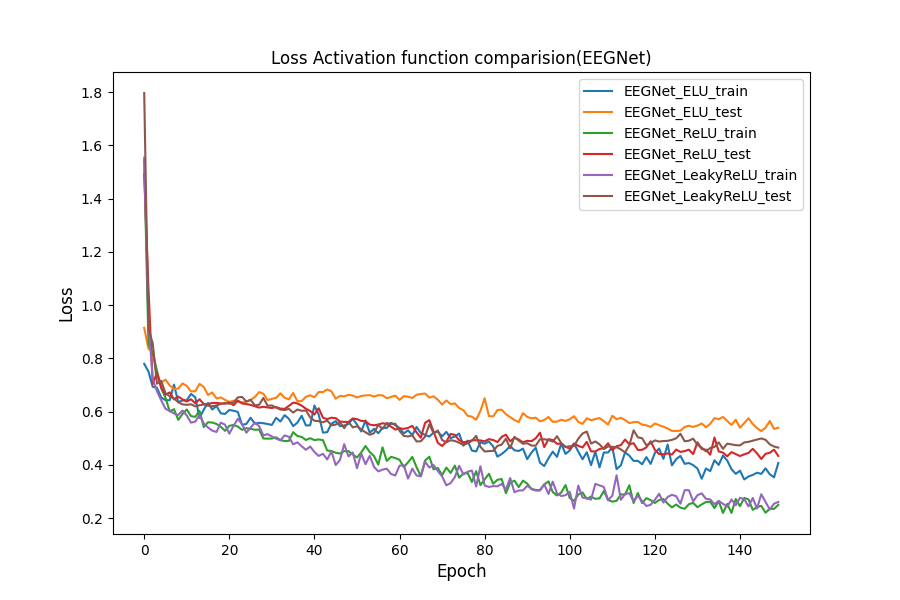 Loss Activation function comparision(EEGNet)
EEGNet_ELU_train
EEGNet_ELU_test
EEGNet_ReLU_train
EEGNet_ReLU_test
EEGNet_LeakyReLU_train
EEGNet_LeakyReLU_test
1.8
1.6
1.4
1.2
1.0
0.8
0.6
0.4
0.2
Loss
0 20 40 60 80 100 120 140
Epoch